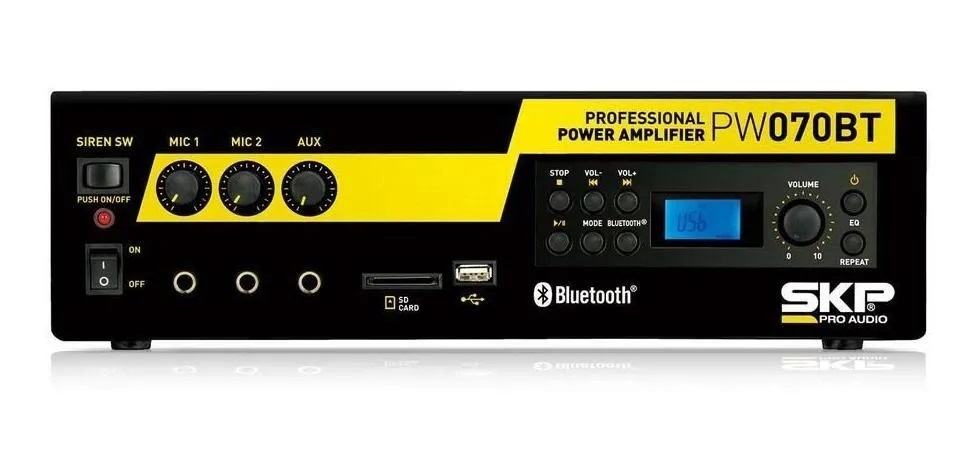 PROFESSIONAL
POWER AMPLIFIER PW070BT
SIREN SW
MIC 1
MIC 2
AUX
PUSH ON/OFF
ON
I
O
OFF
SD
CARD
STOP
VOL-
VOL+
MODE
BLUETOOTH®
USb
VOLUME
0
10
EQ
REPEAT
Bluetooth®
SKP®
PRO AUDIO